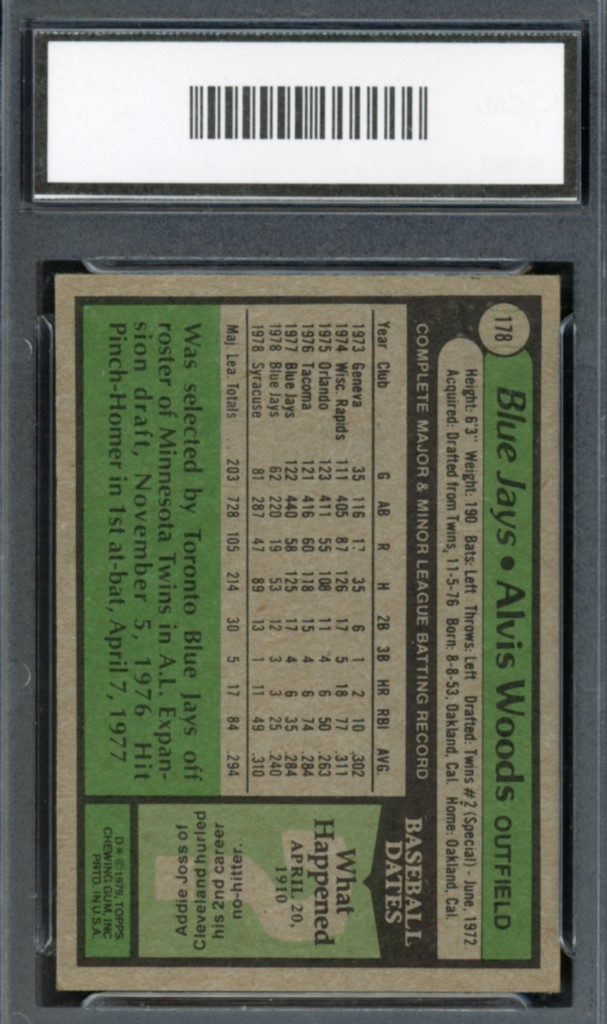 178
Blue Jays • Alvis Woods OUTFIELD
Height: 6'3" Weight: 190 Bats: Left Throws: Left Drafted: Twins #2 (Special) - June, 1972
Acquired: Drafted from Twins, 11-5-76 Born: 8-8-53, Oakland, Cal. Home: Oakland, Cal.
COMPLETE MAJOR & MINOR LEAGUE BATTING RECORD
Year Club G AB R H 2B 3B HR RBI AVG.
1973 Geneva 35 116 35 6 1 2 10 .302
1974 Wisc. Rapids 111 405 87 126 17 5 18 77 .311
1975 Orlando 123 411 55 108 11 4 6 50 .263
1976 Tacoma 121 416 60 118 15 4 6 74 .284
1977 Blue Jays 122 440 58 125 17 4 6 35 .284
1978 Blue Jays 62 220 19 53 12 3 3 25 .240
1978 Syracuse 81 287 47 89 13 1 11 49 .310
Maj. Lea. Totals 203 728 105 214 30 5 17 84 .294
Was selected by Toronto Blue Jays off
roster of Minnesota Twins in A.L. Expan-
sion draft, November 5, 1976 Hit
Pinch-Homer in 1st at-bat, April 7, 1977
BASEBALL
DATES
What
Happened
APRIL 20,
1910
Addie Joss of
Cleveland hurled
his 2nd career
no-hitter.
D* © 1979, TOPPS
CHEWING GUM, INC
PRTD. IN U.S.A.